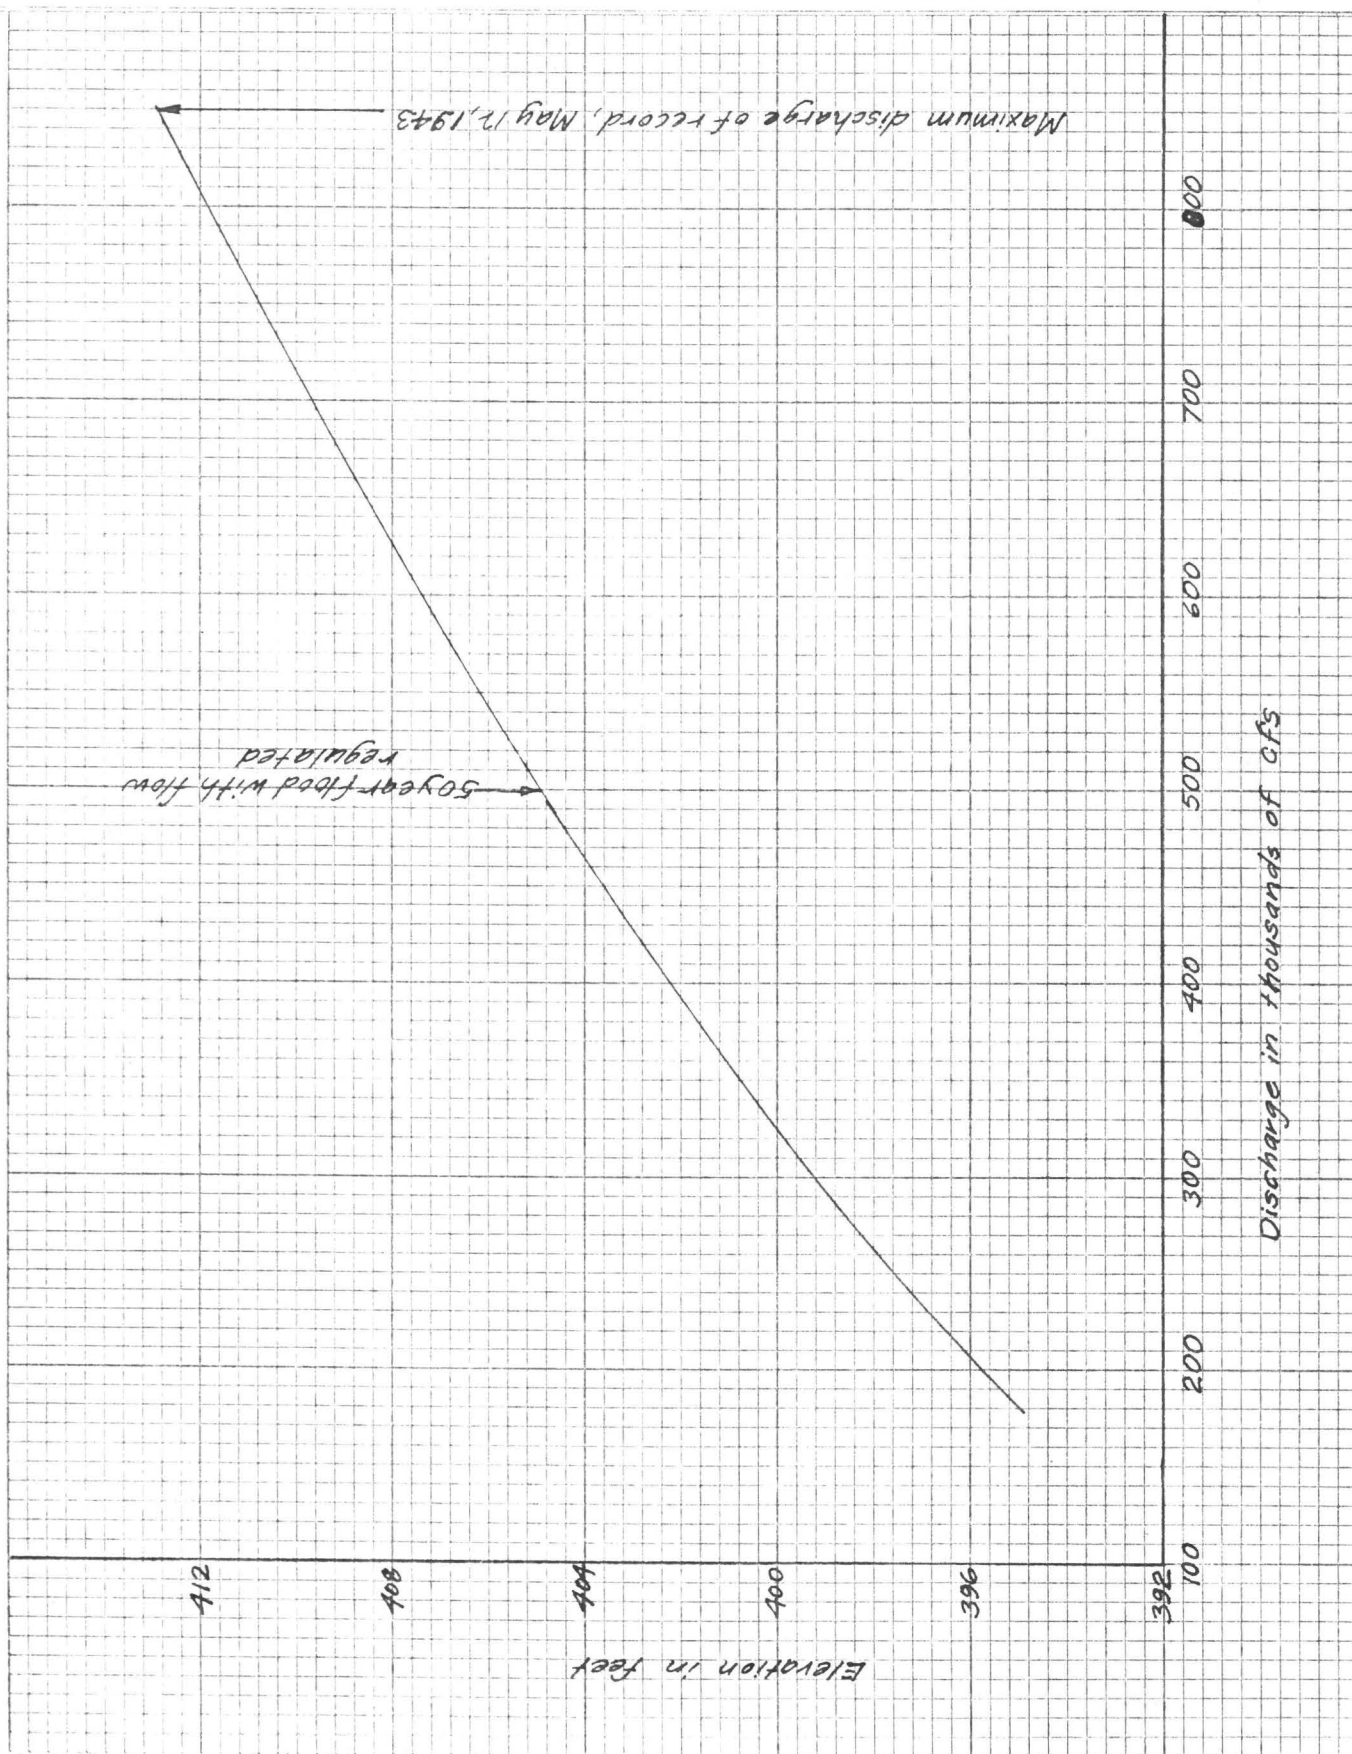 Maximum discharge of record, May 12, 1943
50 year flood with flow
regulated
Elevation in feet
412
408
404
400
396
392
100
200
300
400
500
600
700
800
Discharge in thousands of cfs